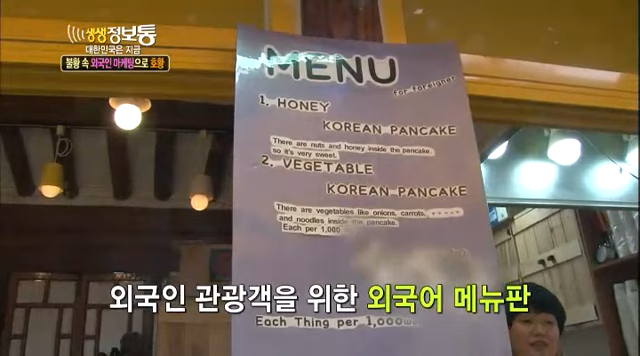 생생 정보통
대한민국은 지금
불황 속 외국인 마케팅으로 호황
MENU
for foreigner
1. HONEY
KOREAN PANCAKE
There are nuts and honey inside the pancake.
so it's very sweet.
2. VEGETABLE
KOREAN PANCAKE
There are vegetables like onions, carrots,
and noodles inside the pancake.
Each per 1,000
외국인 관광객을 위한 외국어 메뉴판
Each Thing per 1,000